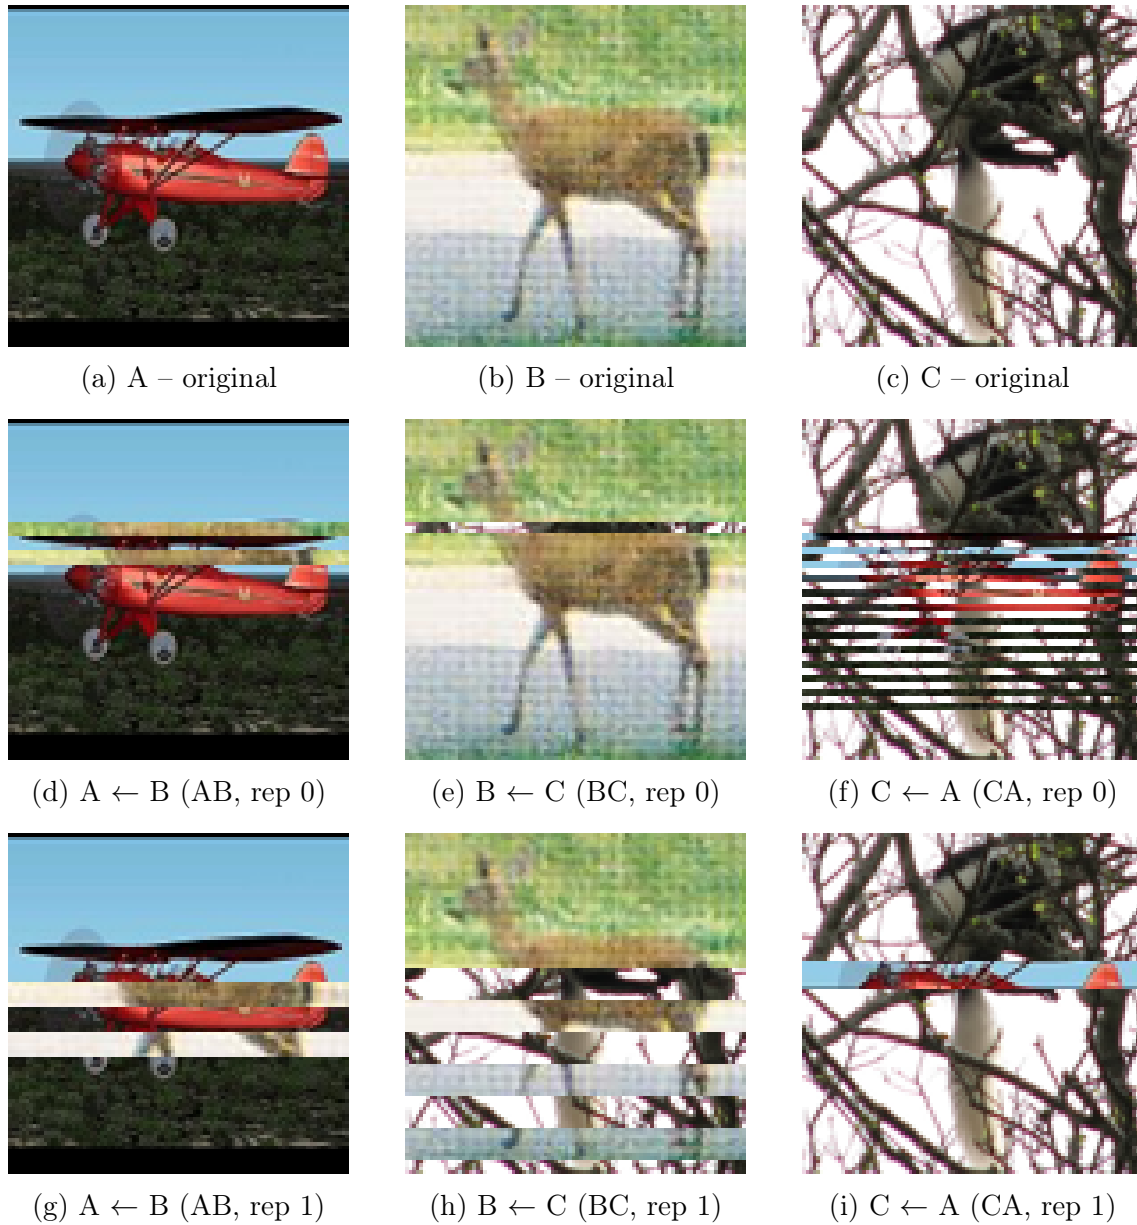 (a) A – original
(b) B – original
(c) C – original
(d) A ← B (AB, rep 0)
(e) B ← C (BC, rep 0)
(f) C ← A (CA, rep 0)
(g) A ← B (AB, rep 1)
(h) B ← C (BC, rep 1)
(i) C ← A (CA, rep 1)